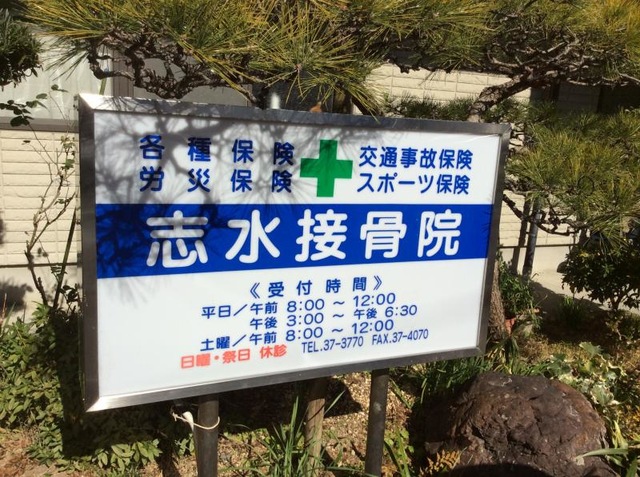 各種保険 交通事故保険
労災保険 スポーツ保険
志水接骨院
《受付時間》
平日／午前 8:00 ～ 12:00
午後 3:00 ～ 午後 6:30
土曜／午前 8:00 ～ 12:00
日曜・祭日 休診 TEL.37-3770 FAX.37-4070